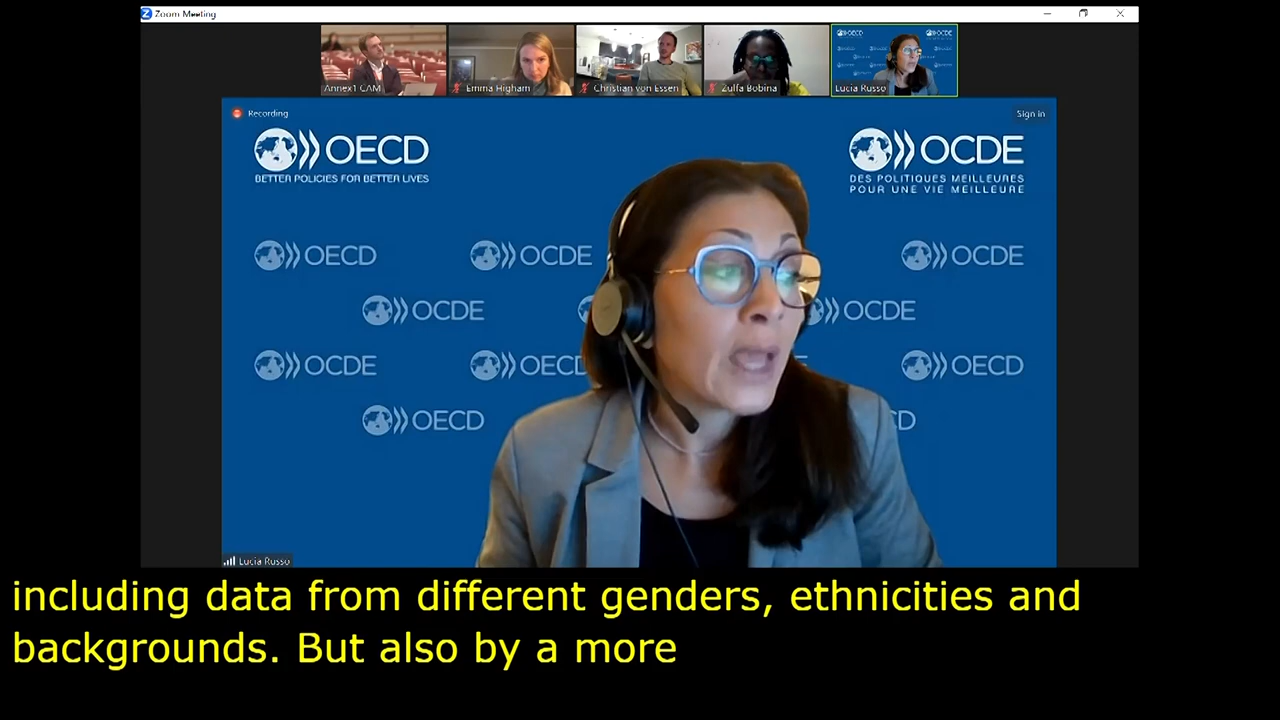 Zoom Meeting
Annex1 CAM
Emma Higham
Christian von Essen
Zulfa Bobina
Lucia Russo
Recording
Sign in
OECD
BETTER POLICIES FOR BETTER LIVES
OCDE
DES POLITIQUES MEILLEURES
POUR UNE VIE MEILLEURE
OECD
OCDE
OCDE
OCDE
OCDE
OCDE
OECD
OECD
OECD
CD
Lucia Russo
including data from different genders, ethnicities and
backgrounds. But also by a more